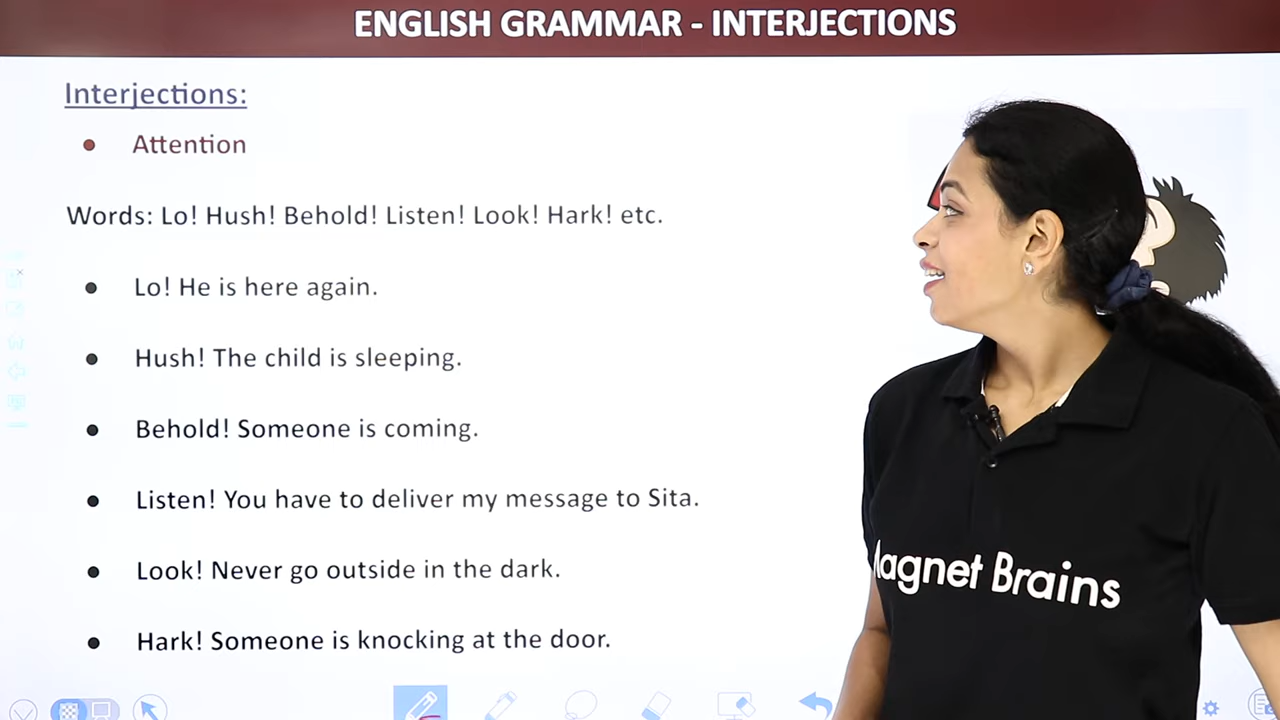 ENGLISH GRAMMAR - INTERJECTIONS
Interjections:
• Attention
Words: Lo! Hush! Behold! Listen! Look! Hark! etc.
• Lo! He is here again.
• Hush! The child is sleeping.
• Behold! Someone is coming.
• Listen! You have to deliver my message to Sita.
• Look! Never go outside in the dark.
• Hark! Someone is knocking at the door.
Magnet Brains